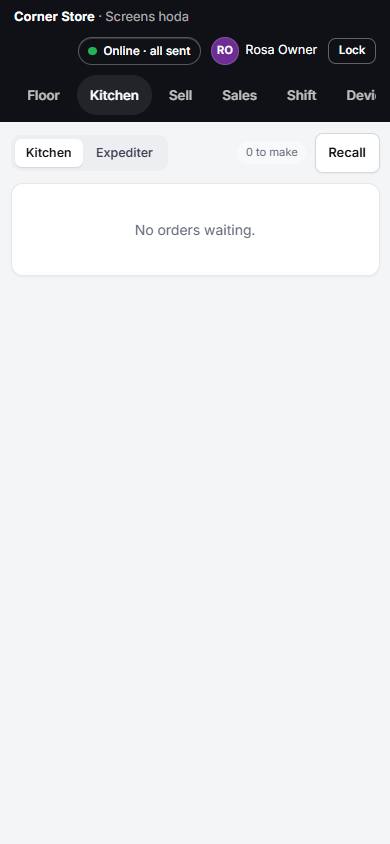 Corner Store · Screens hoda
Online · all sent RO Rosa Owner Lock
Floor Kitchen Sell Sales Shift Devi
Kitchen Expediter 0 to make Recall
No orders waiting.